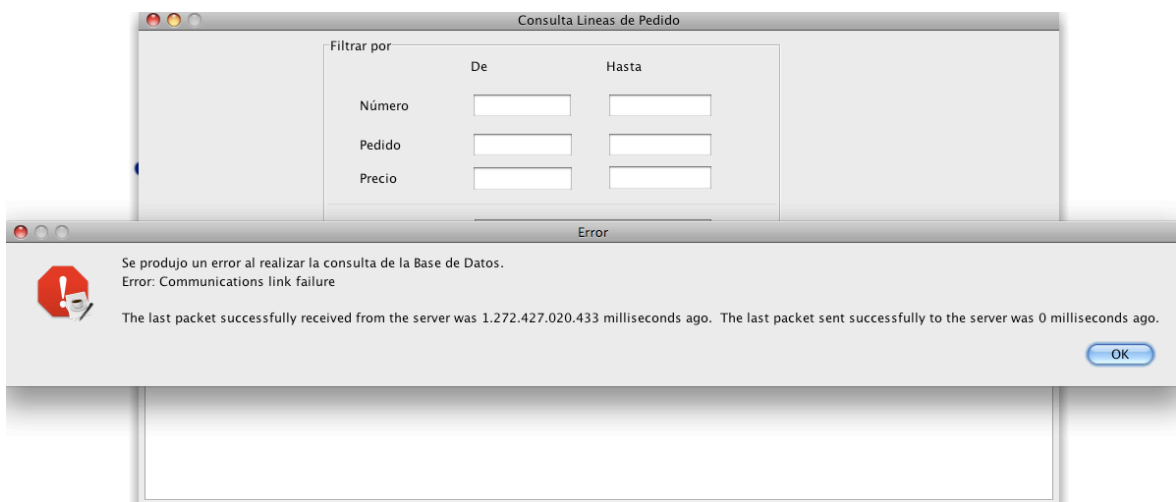 Consulta Lineas de Pedido
Filtrar por
De Hasta
Número
Pedido
Precio
Error
Se produjo un error al realizar la consulta de la Base de Datos.
Error: Communications link failure
The last packet successfully received from the server was 1.272.427.020.433 milliseconds ago.  The last packet sent successfully to the server was 0 milliseconds ago.
OK